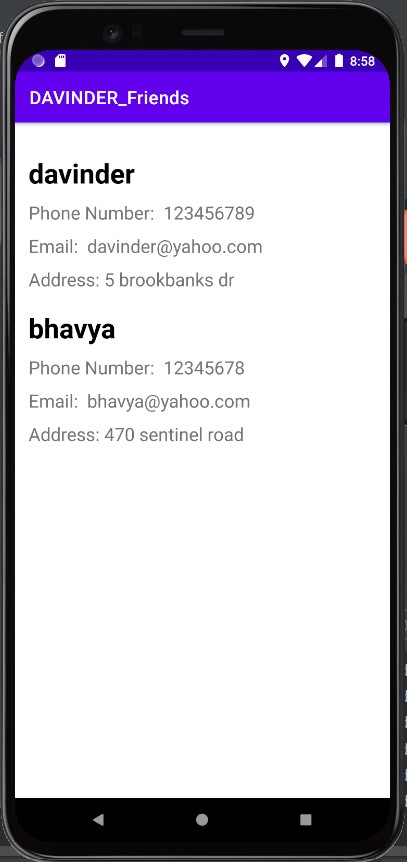 8:58
DAVINDER_Friends
davinder
Phone Number:  123456789
Email:  davinder@yahoo.com
Address: 5 brookbanks dr
bhavya
Phone Number:  12345678
Email:  bhavya@yahoo.com
Address: 470 sentinel road